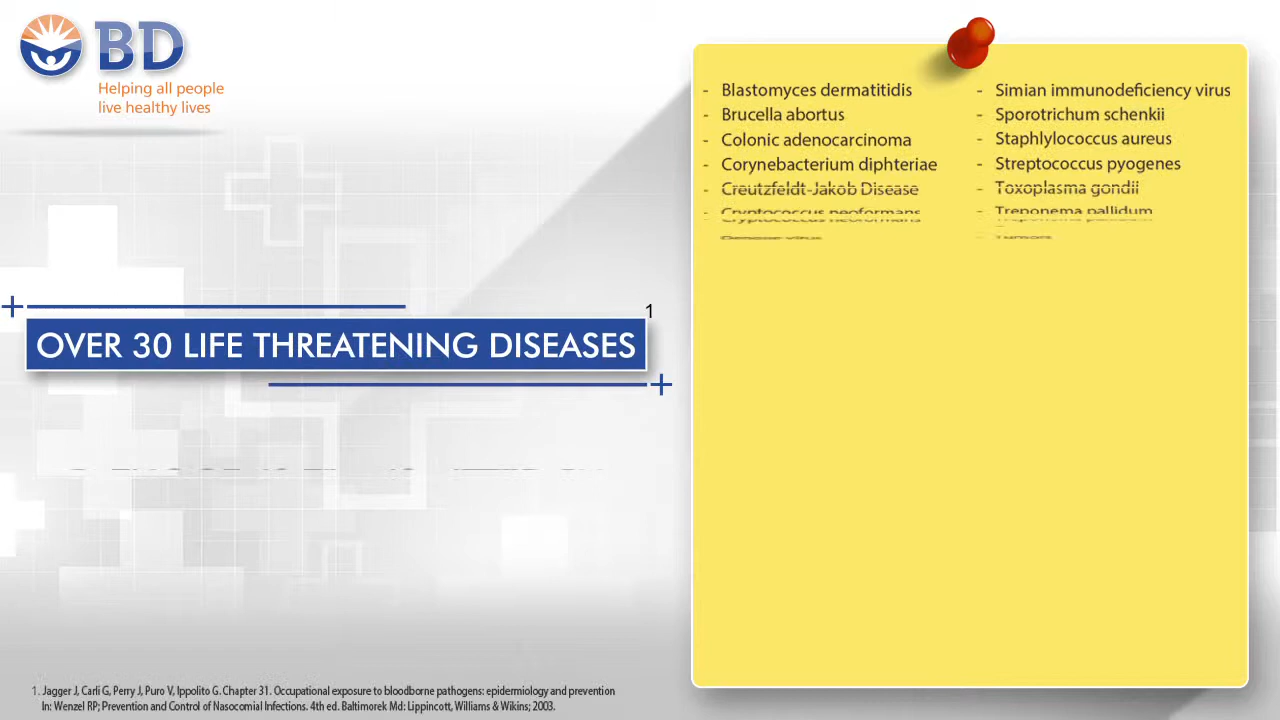 BD
Helping all people
live healthy lives
OVER 30 LIFE THREATENING DISEASES
1
- Blastomyces dermatitidis
- Brucella abortus
- Colonic adenocarcinoma
- Corynebacterium diphteriae
- Creutzfeldt-Jakob Disease
- Cryptococcus neoformans
- Simian immunodeficiency virus
- Sporotrichum schenkii
- Staphlylococcus aureus
- Streptococcus pyogenes
- Toxoplasma gondii
- Treponema pallidum
1. Jagger J, Carli G, Perry J, Puro V, Ippolito G. Chapter 31. Occupational exposure to bloodborne pathogens: epidermiology and prevention
In: Wenzel RP; Prevention and Control of Nasocomial Infections. 4th ed. Baltimorek Md: Lippincott, Williams & Wikins; 2003.